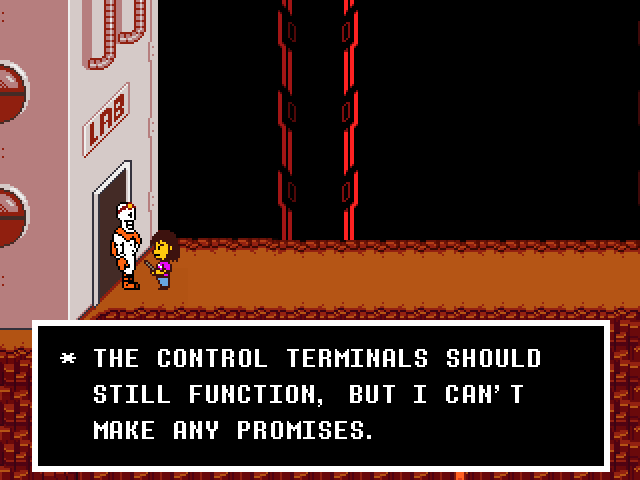 LAB
* THE CONTROL TERMINALS SHOULD
STILL FUNCTION, BUT I CAN'T
MAKE ANY PROMISES.